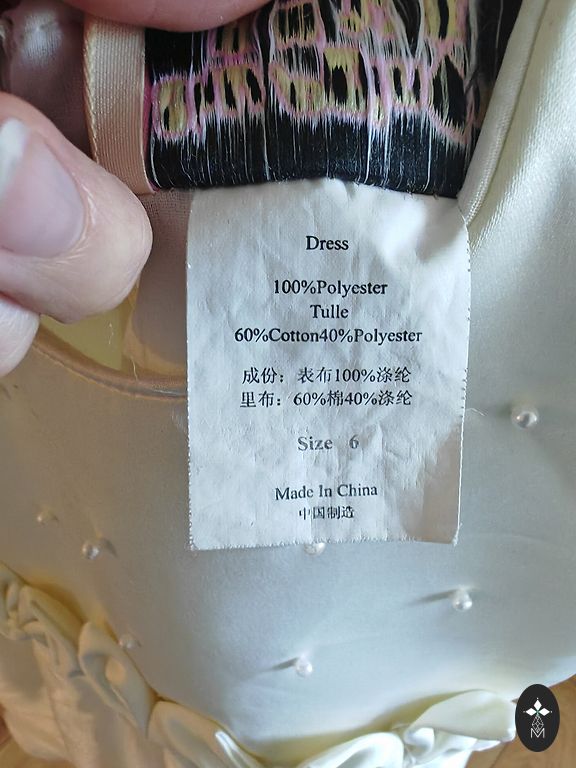 Dress
100%Polyester
Tulle
60%Cotton40%Polyester
成份：表布100%涤纶
里布：60%棉40%涤纶
Size 6
Made In China
中国制造
M